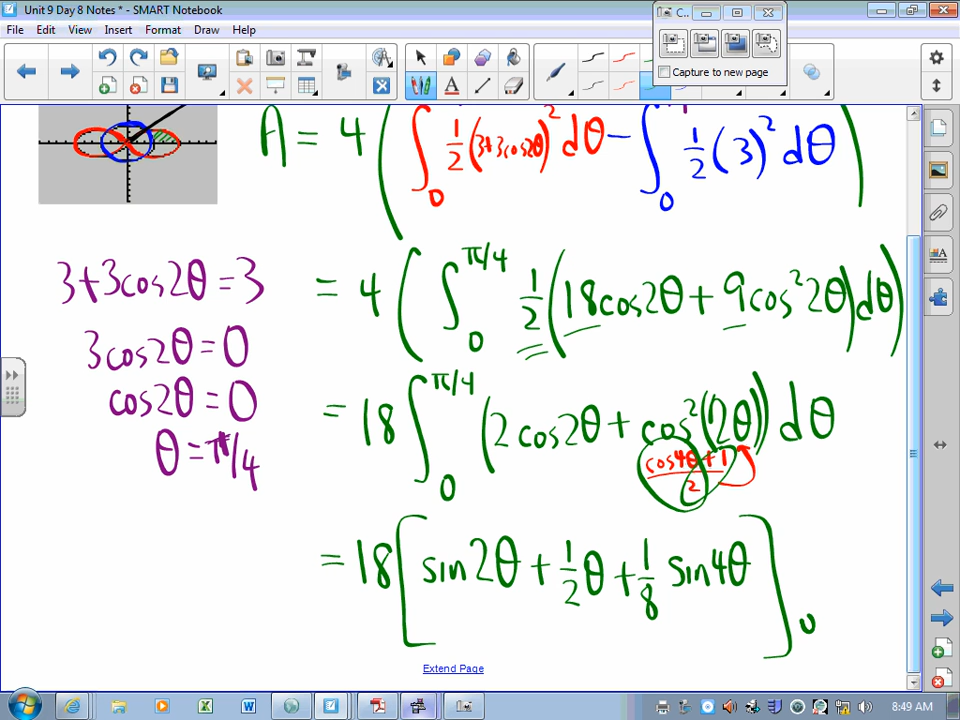 Unit 9 Day 8 Notes * - SMART Notebook
C...
File Edit View Insert Format Draw Help
Capture to new page
A = 4 ( ∫₀ 1/2 (3+3cos2θ)² dθ − ∫₀ 1/2 (3)² dθ )
3+3cos2θ = 3
= 4 ( ∫₀^π/4 1/2 (18cos2θ + 9cos²2θ) dθ )
3cos2θ = 0
cos2θ = 0
= 18 ∫₀^π/4 (2cos2θ + cos²(2θ)) dθ
θ = π/4
cos4θ+1
2
= 18 [ sin2θ + 1/2 θ + 1/8 sin4θ ]₀
Extend Page
8:49 AM